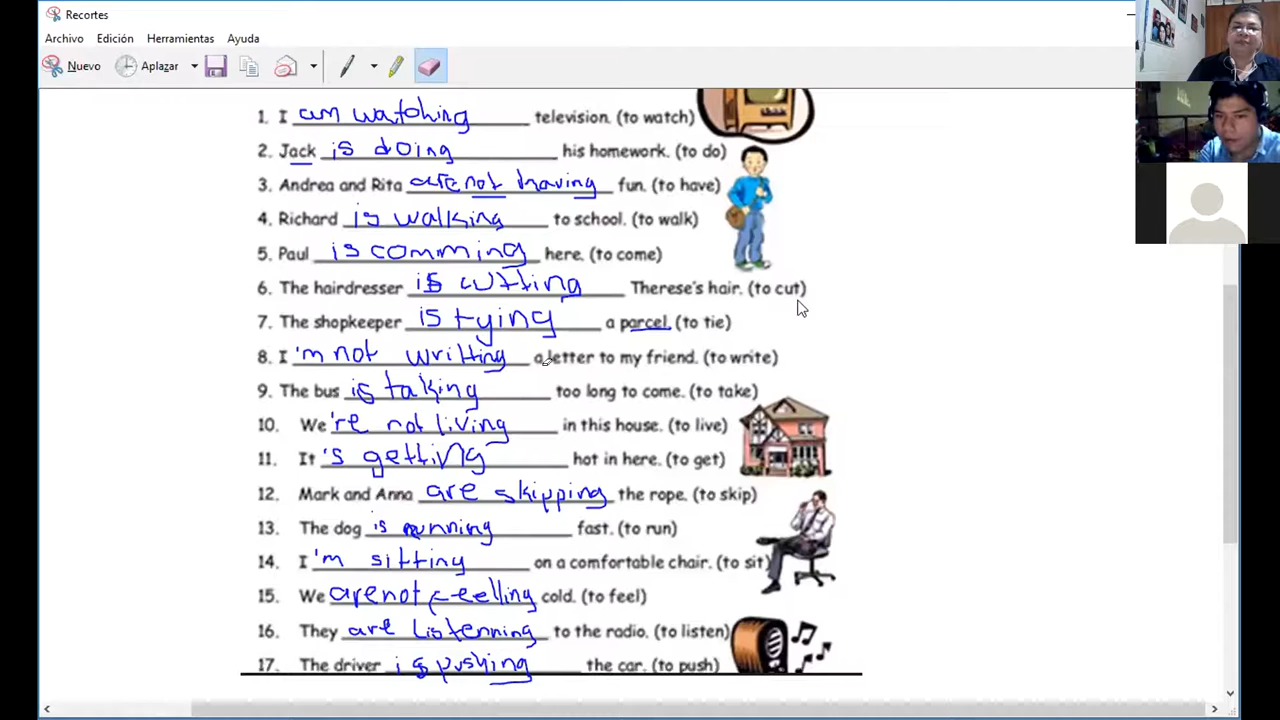 Recortes
Archivo Edición Herramientas Ayuda
Nuevo Aplazar
1. I am watching television. (to watch)
2. Jack is doing his homework. (to do)
3. Andrea and Rita are not having fun. (to have)
4. Richard is walking to school. (to walk)
5. Paul is comming here. (to come)
6. The hairdresser is cutting Therese's hair. (to cut)
7. The shopkeeper is tying a parcel. (to tie)
8. I 'm not writting a letter to my friend. (to write)
9. The bus is taking too long to come. (to take)
10. We 're not living in this house. (to live)
11. It 's getting hot in here. (to get)
12. Mark and Anna are skipping the rope. (to skip)
13. The dog is running fast. (to run)
14. I 'm sitting on a comfortable chair. (to sit)
15. We are not feelling cold. (to feel)
16. They are listenning to the radio. (to listen)
17. The driver is pushing the car. (to push)